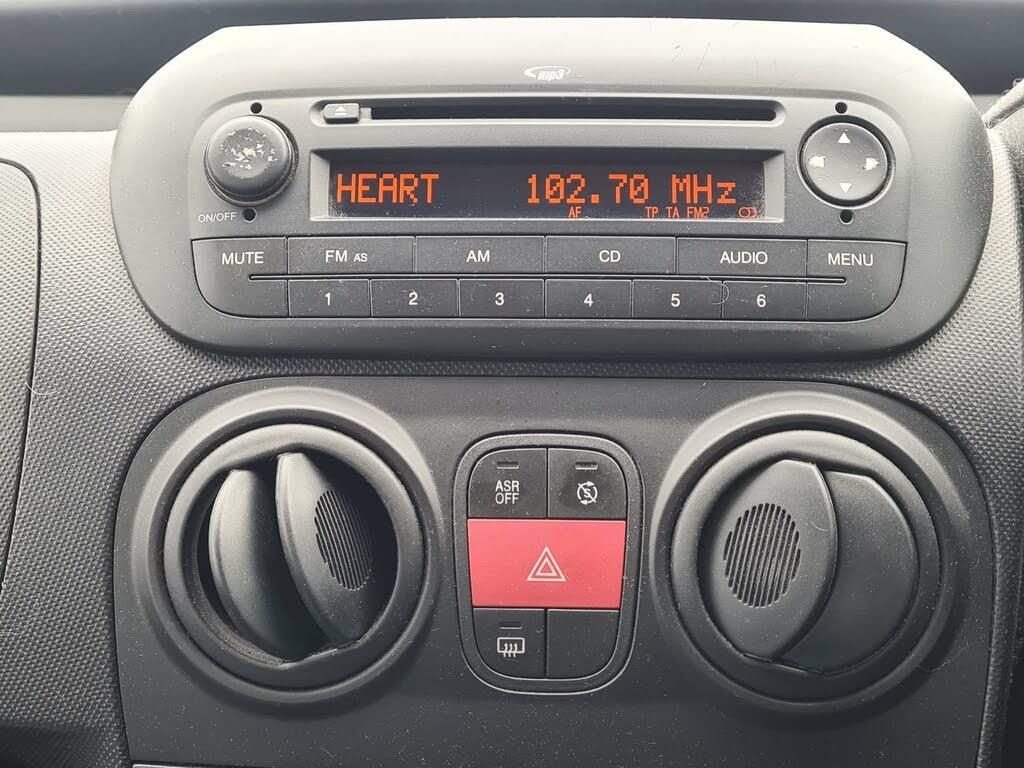 mp3
HEART 102.70 MHz
AF TP TA FM2
ON/OFF
MUTE FM AS AM CD AUDIO MENU
1 2 3 4 5 6
ASR
OFF